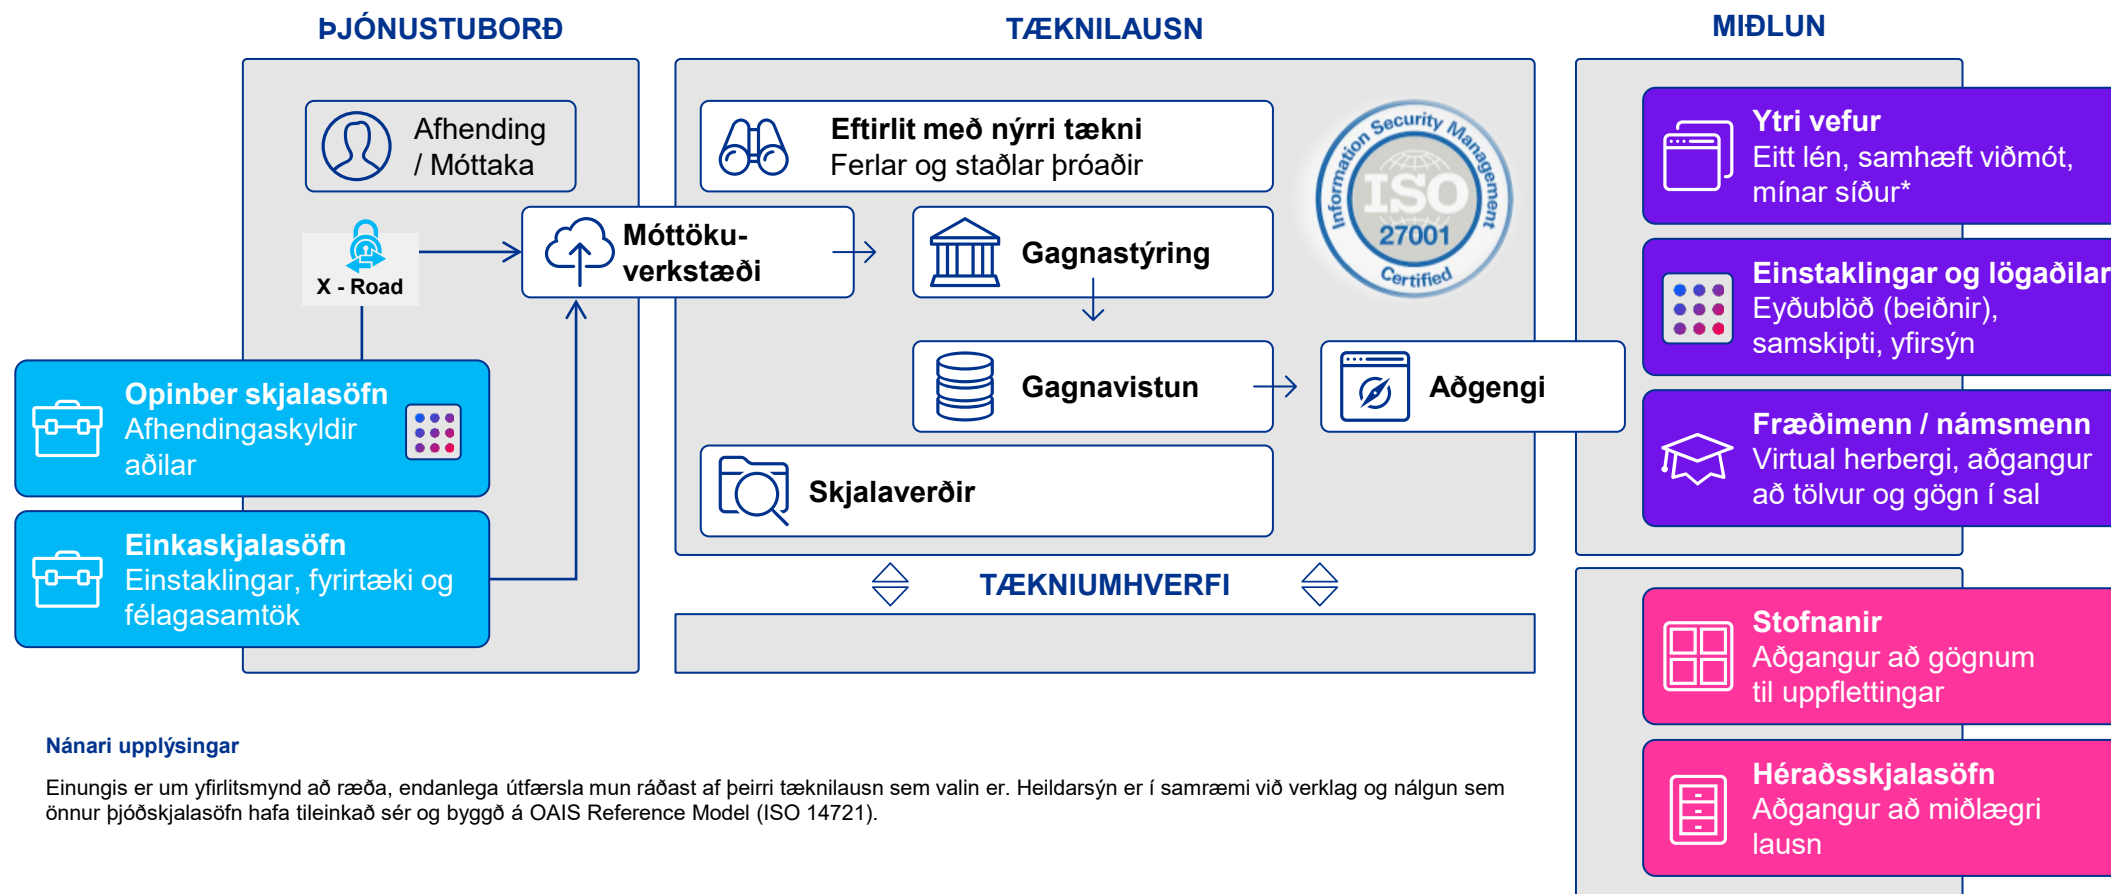 ÞJÓNUSTUBORÐ
TÆKNILAUSN
MIÐLUN
Afhending
/ Móttaka
X - Road
Opinber skjalasöfn
Afhendingaskyldir
aðilar
Einkaskjalasöfn
Einstaklingar, fyrirtæki og
félagasamtök
Móttöku-
verkstæði
Eftirlit með nýrri tækni
Ferlar og staðlar þróaðir
Gagnastýring
Gagnavistun
Aðgengi
Skjalaverðir
Information Security Management
ISO
27001
Certified
TÆKNIUMHVERFI
Ytri vefur
Eitt lén, samhæft viðmót,
mínar síður*
Einstaklingar og lögaðilar
Eyðublöð (beiðnir),
samskipti, yfirsýn
Fræðimenn / námsmenn
Virtual herbergi, aðgangur
að tölvur og gögn í sal
Stofnanir
Aðgangur að gögnum
til uppflettingar
Héraðsskjalasöfn
Aðgangur að miðlægri
lausn
Nánari upplýsingar
Einungis er um yfirlitsmynd að ræða, endanlega útfærsla mun ráðast af þeirri tæknilausn sem valin er. Heildarsýn er í samræmi við verklag og nálgun sem
önnur þjóðskjalasöfn hafa tileinkað sér og byggð á OAIS Reference Model (ISO 14721).